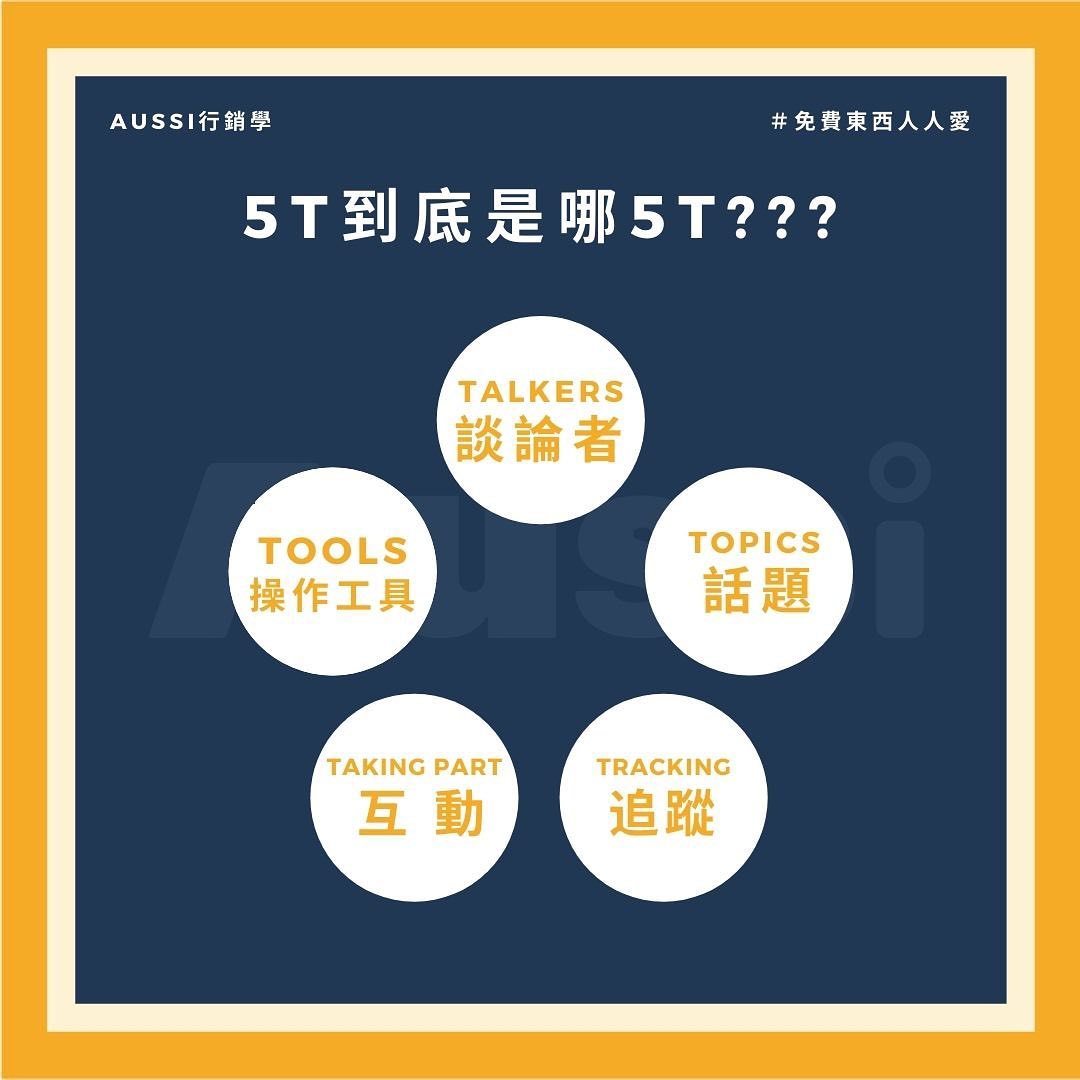 AUSSI行銷學
#免費東西人人愛
5T到底是哪5T???
TALKERS
談論者
TOOLS
操作工具
TOPICS
話題
TAKING PART
互動
TRACKING
追蹤
Aussi